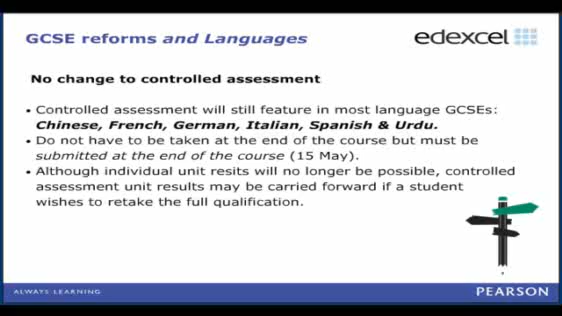 GCSE reforms and Languages
edexcel
No change to controlled assessment
• Controlled assessment will still feature in most language GCSEs:
Chinese, French, German, Italian, Spanish & Urdu.
• Do not have to be taken at the end of the course but must be
submitted at the end of the course (15 May).
• Although individual unit resits will no longer be possible, controlled
assessment unit results may be carried forward if a student
wishes to retake the full qualification.
ALWAYS LEARNING
PEARSON